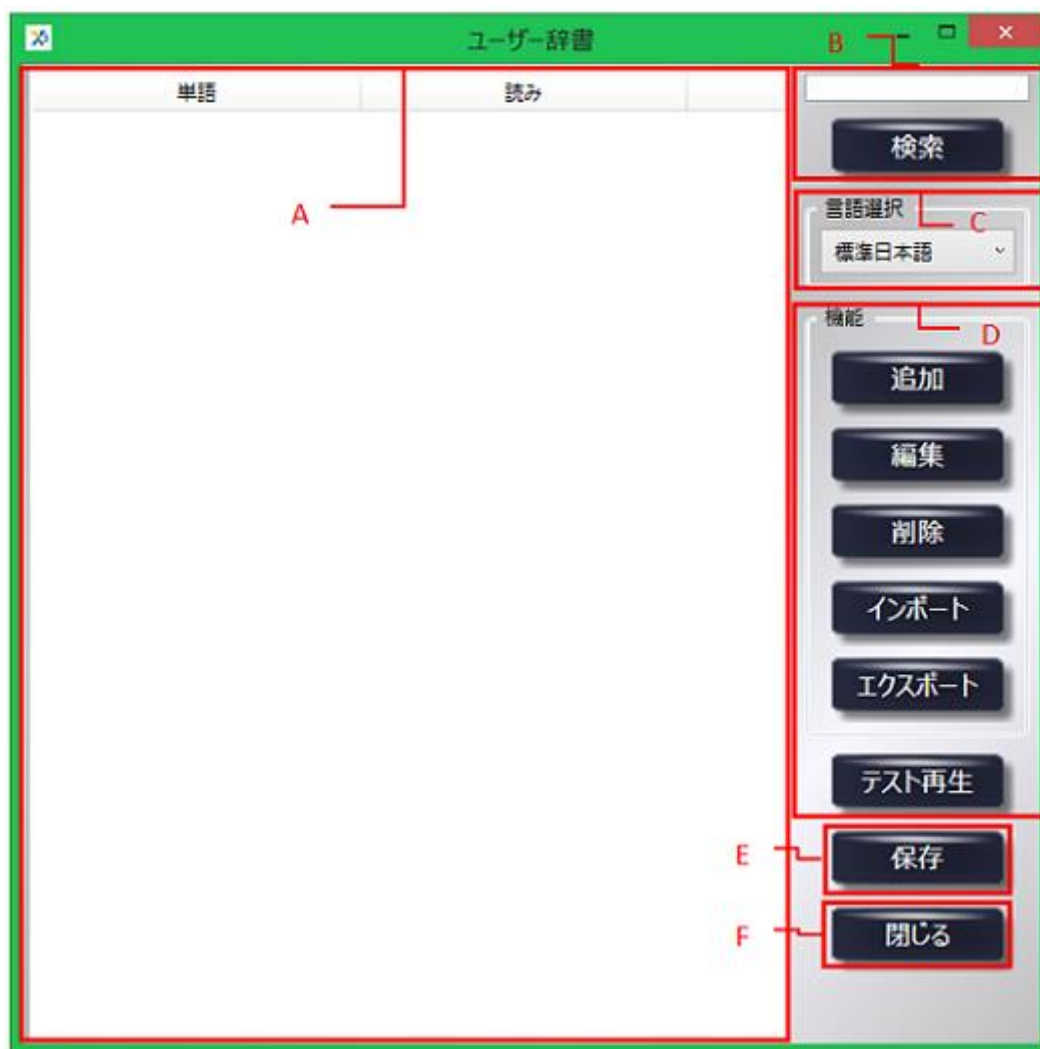 ユーザー辞書
B
単語 読み
検索
A
言語選択
C
標準日本語
機能
D
追加
編集
削除
インポート
エクスポート
テスト再生
E
保存
F
閉じる